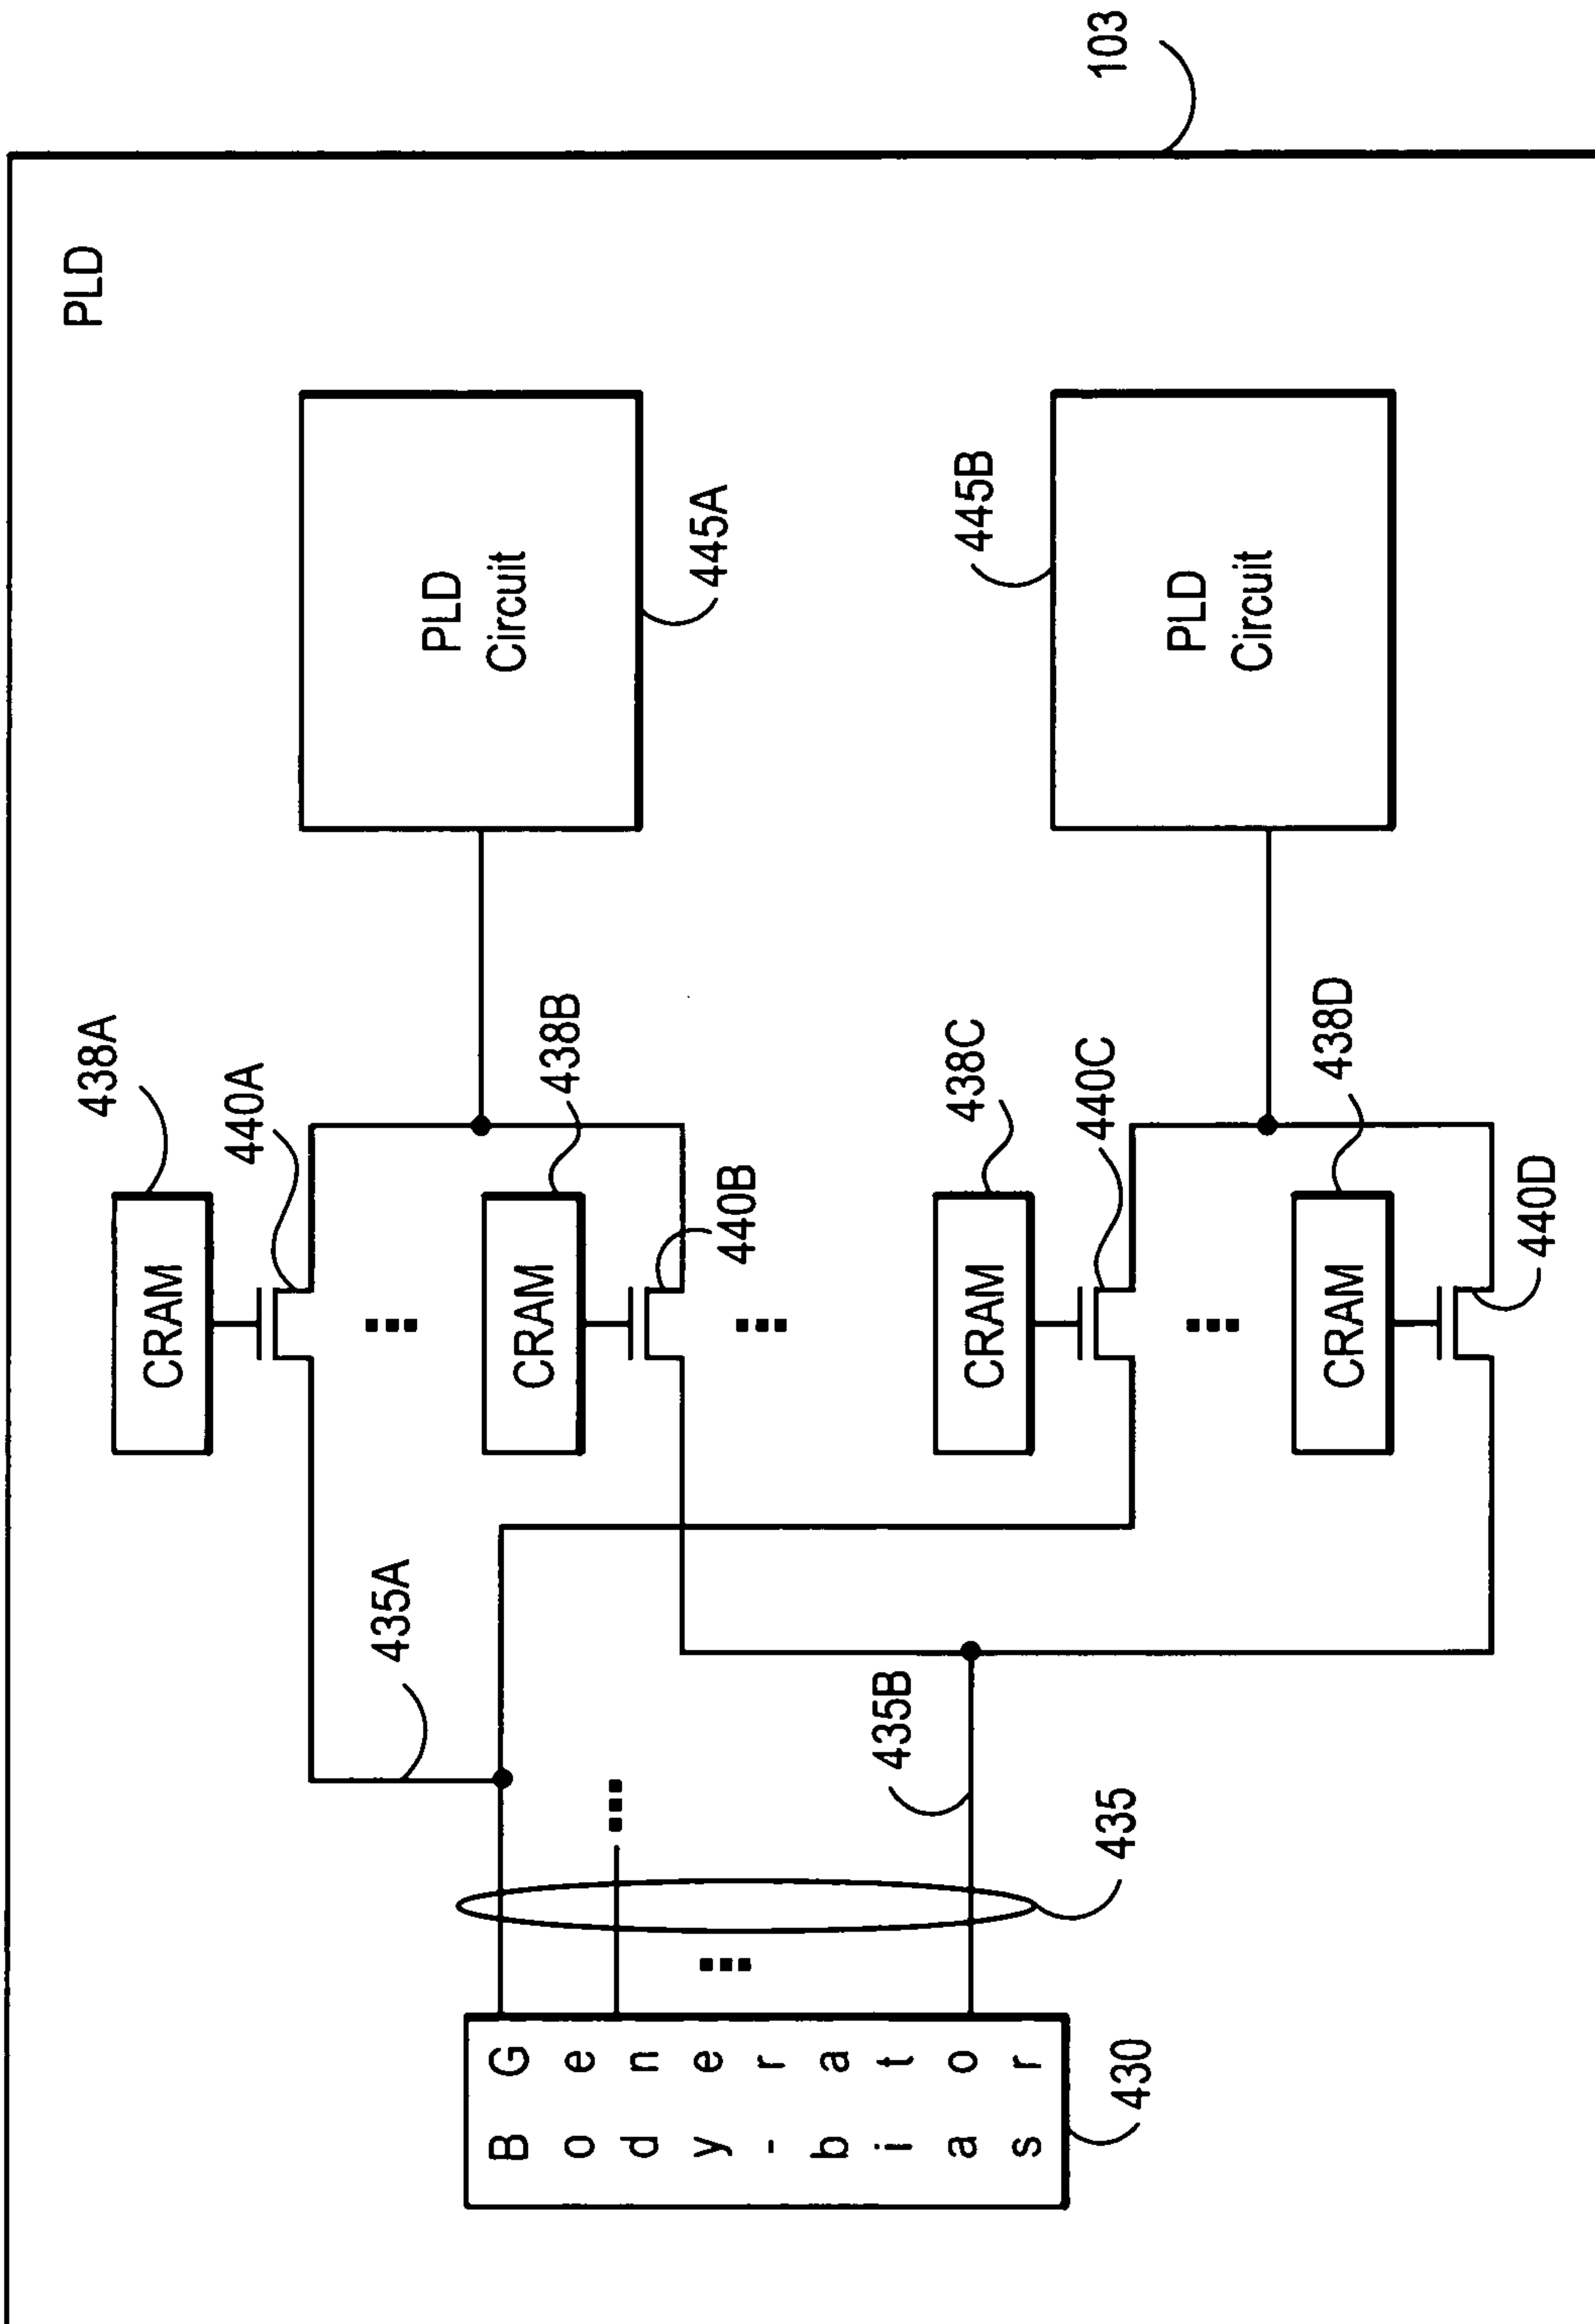 PLD
103
438A
CRAM
440A
PLD
Circuit
445A
438B
CRAM
440B
435A
438C
CRAM
440C
PLD
Circuit
445B
438D
CRAM
440D
435B
435
Body-bias
Generator
430